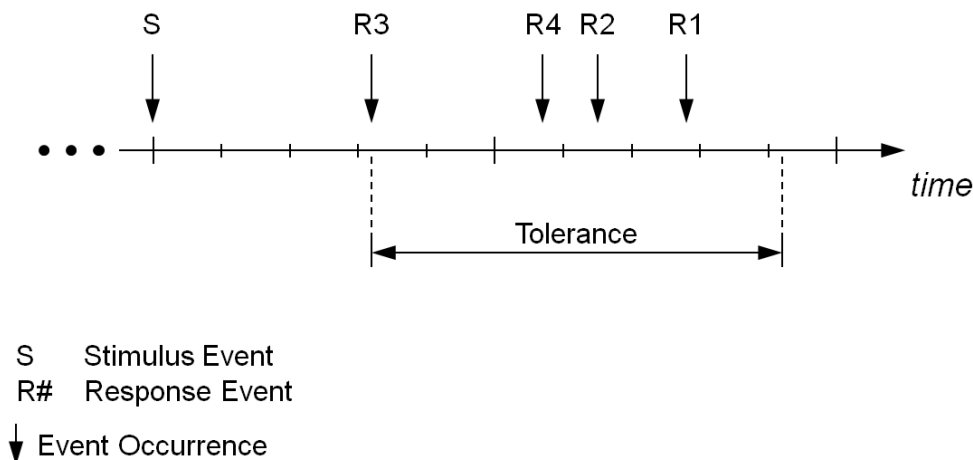 S R3 R4 R2 R1
time
Tolerance
S Stimulus Event
R# Response Event
Event Occurrence